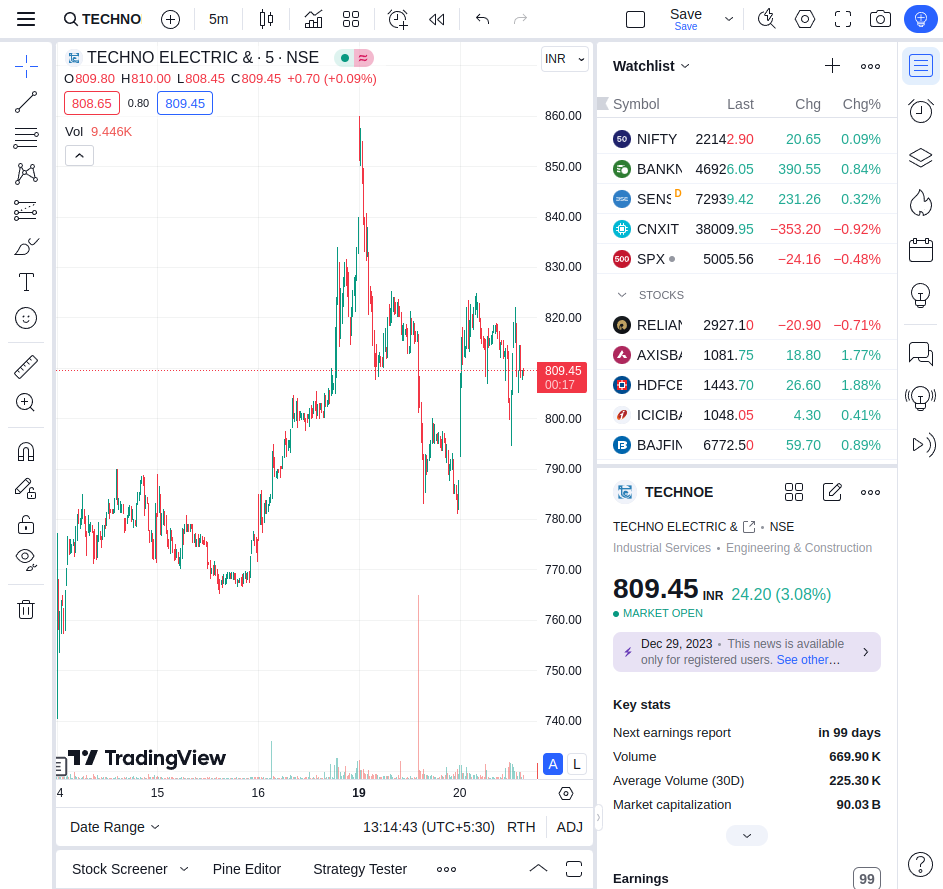 TECHNO 5m Save
Save
TECHNO ELECTRIC & · 5 · NSE
O809.80 H810.00 L808.45 C809.45 +0.70 (+0.09%)
808.65 0.80 809.45
Vol 9.446K
INR
860.00
850.00
840.00
830.00
820.00
809.45
00:17
800.00
790.00
780.00
770.00
760.00
750.00
740.00
TradingView
A L
4 15 16 19 20
Date Range 13:14:43 (UTC+5:30) RTH ADJ
Stock Screener Pine Editor Strategy Tester
Watchlist
Symbol Last Chg Chg%
50 NIFTY 22142.90 20.65 0.09%
BANKN 46926.05 390.55 0.84%
SENS D 72939.42 231.26 0.32%
CNXIT 38009.95 −353.20 −0.92%
500 SPX 5005.56 −24.16 −0.48%
STOCKS
RELIAN 2927.10 −20.90 −0.71%
AXISBA 1081.75 18.80 1.77%
HDFCB 1443.70 26.60 1.88%
ICICIBA 1048.05 4.30 0.41%
BAJFIN 6772.50 59.70 0.89%
TECHNOE
TECHNO ELECTRIC & • NSE
Industrial Services • Engineering & Construction
809.45 INR 24.20 (3.08%)
MARKET OPEN
Dec 29, 2023 • This news is available
only for registered users. See other…
Key stats
Next earnings report in 99 days
Volume 669.90 K
Average Volume (30D) 225.30 K
Market capitalization 90.03 B
Earnings 99